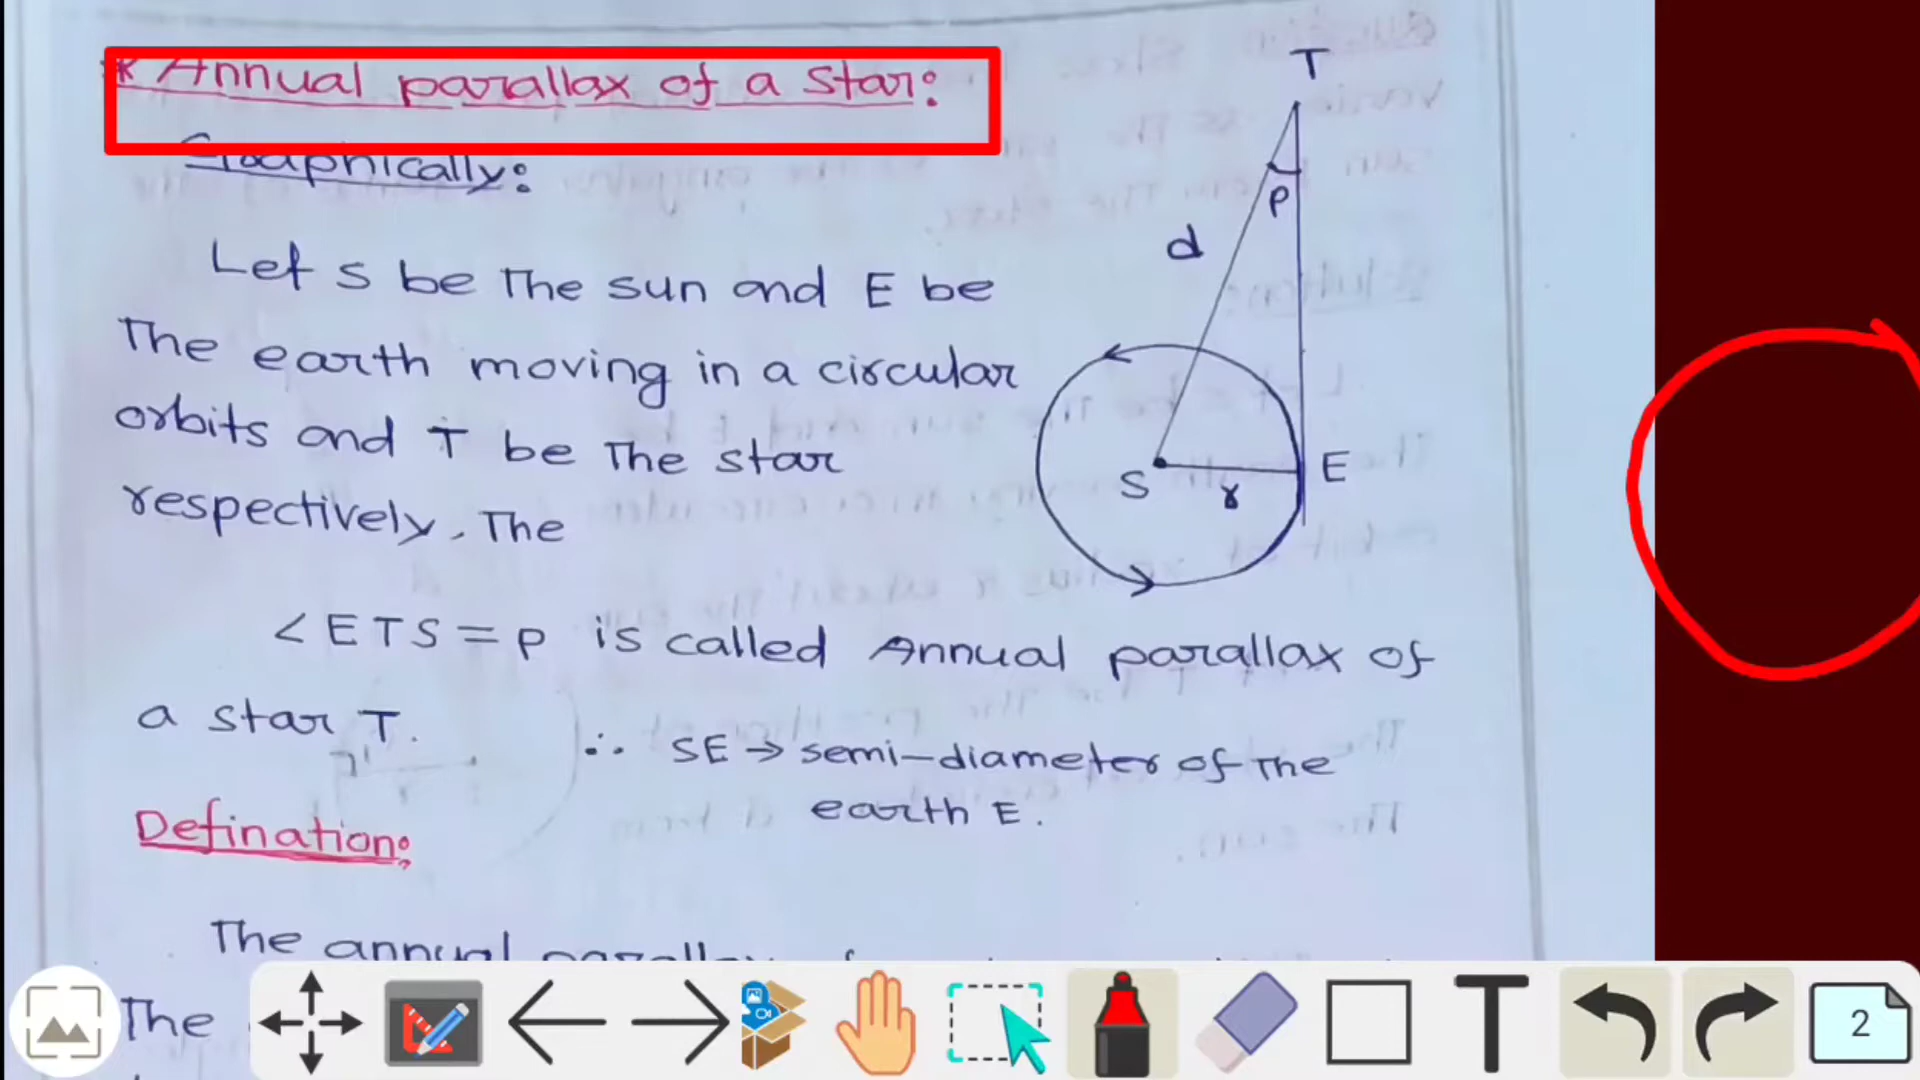 * Annual parallax of a star:
Graphically:
Let S be The sun and E be
The earth moving in a circular
orbits and T be The star
respectively. The
∠ETS = p is called Annual parallax of
a star T.
∴ SE → semi-diameter of The
earth E.
Defination:
The annual parallax
The
T
p
d
S
r
E
2